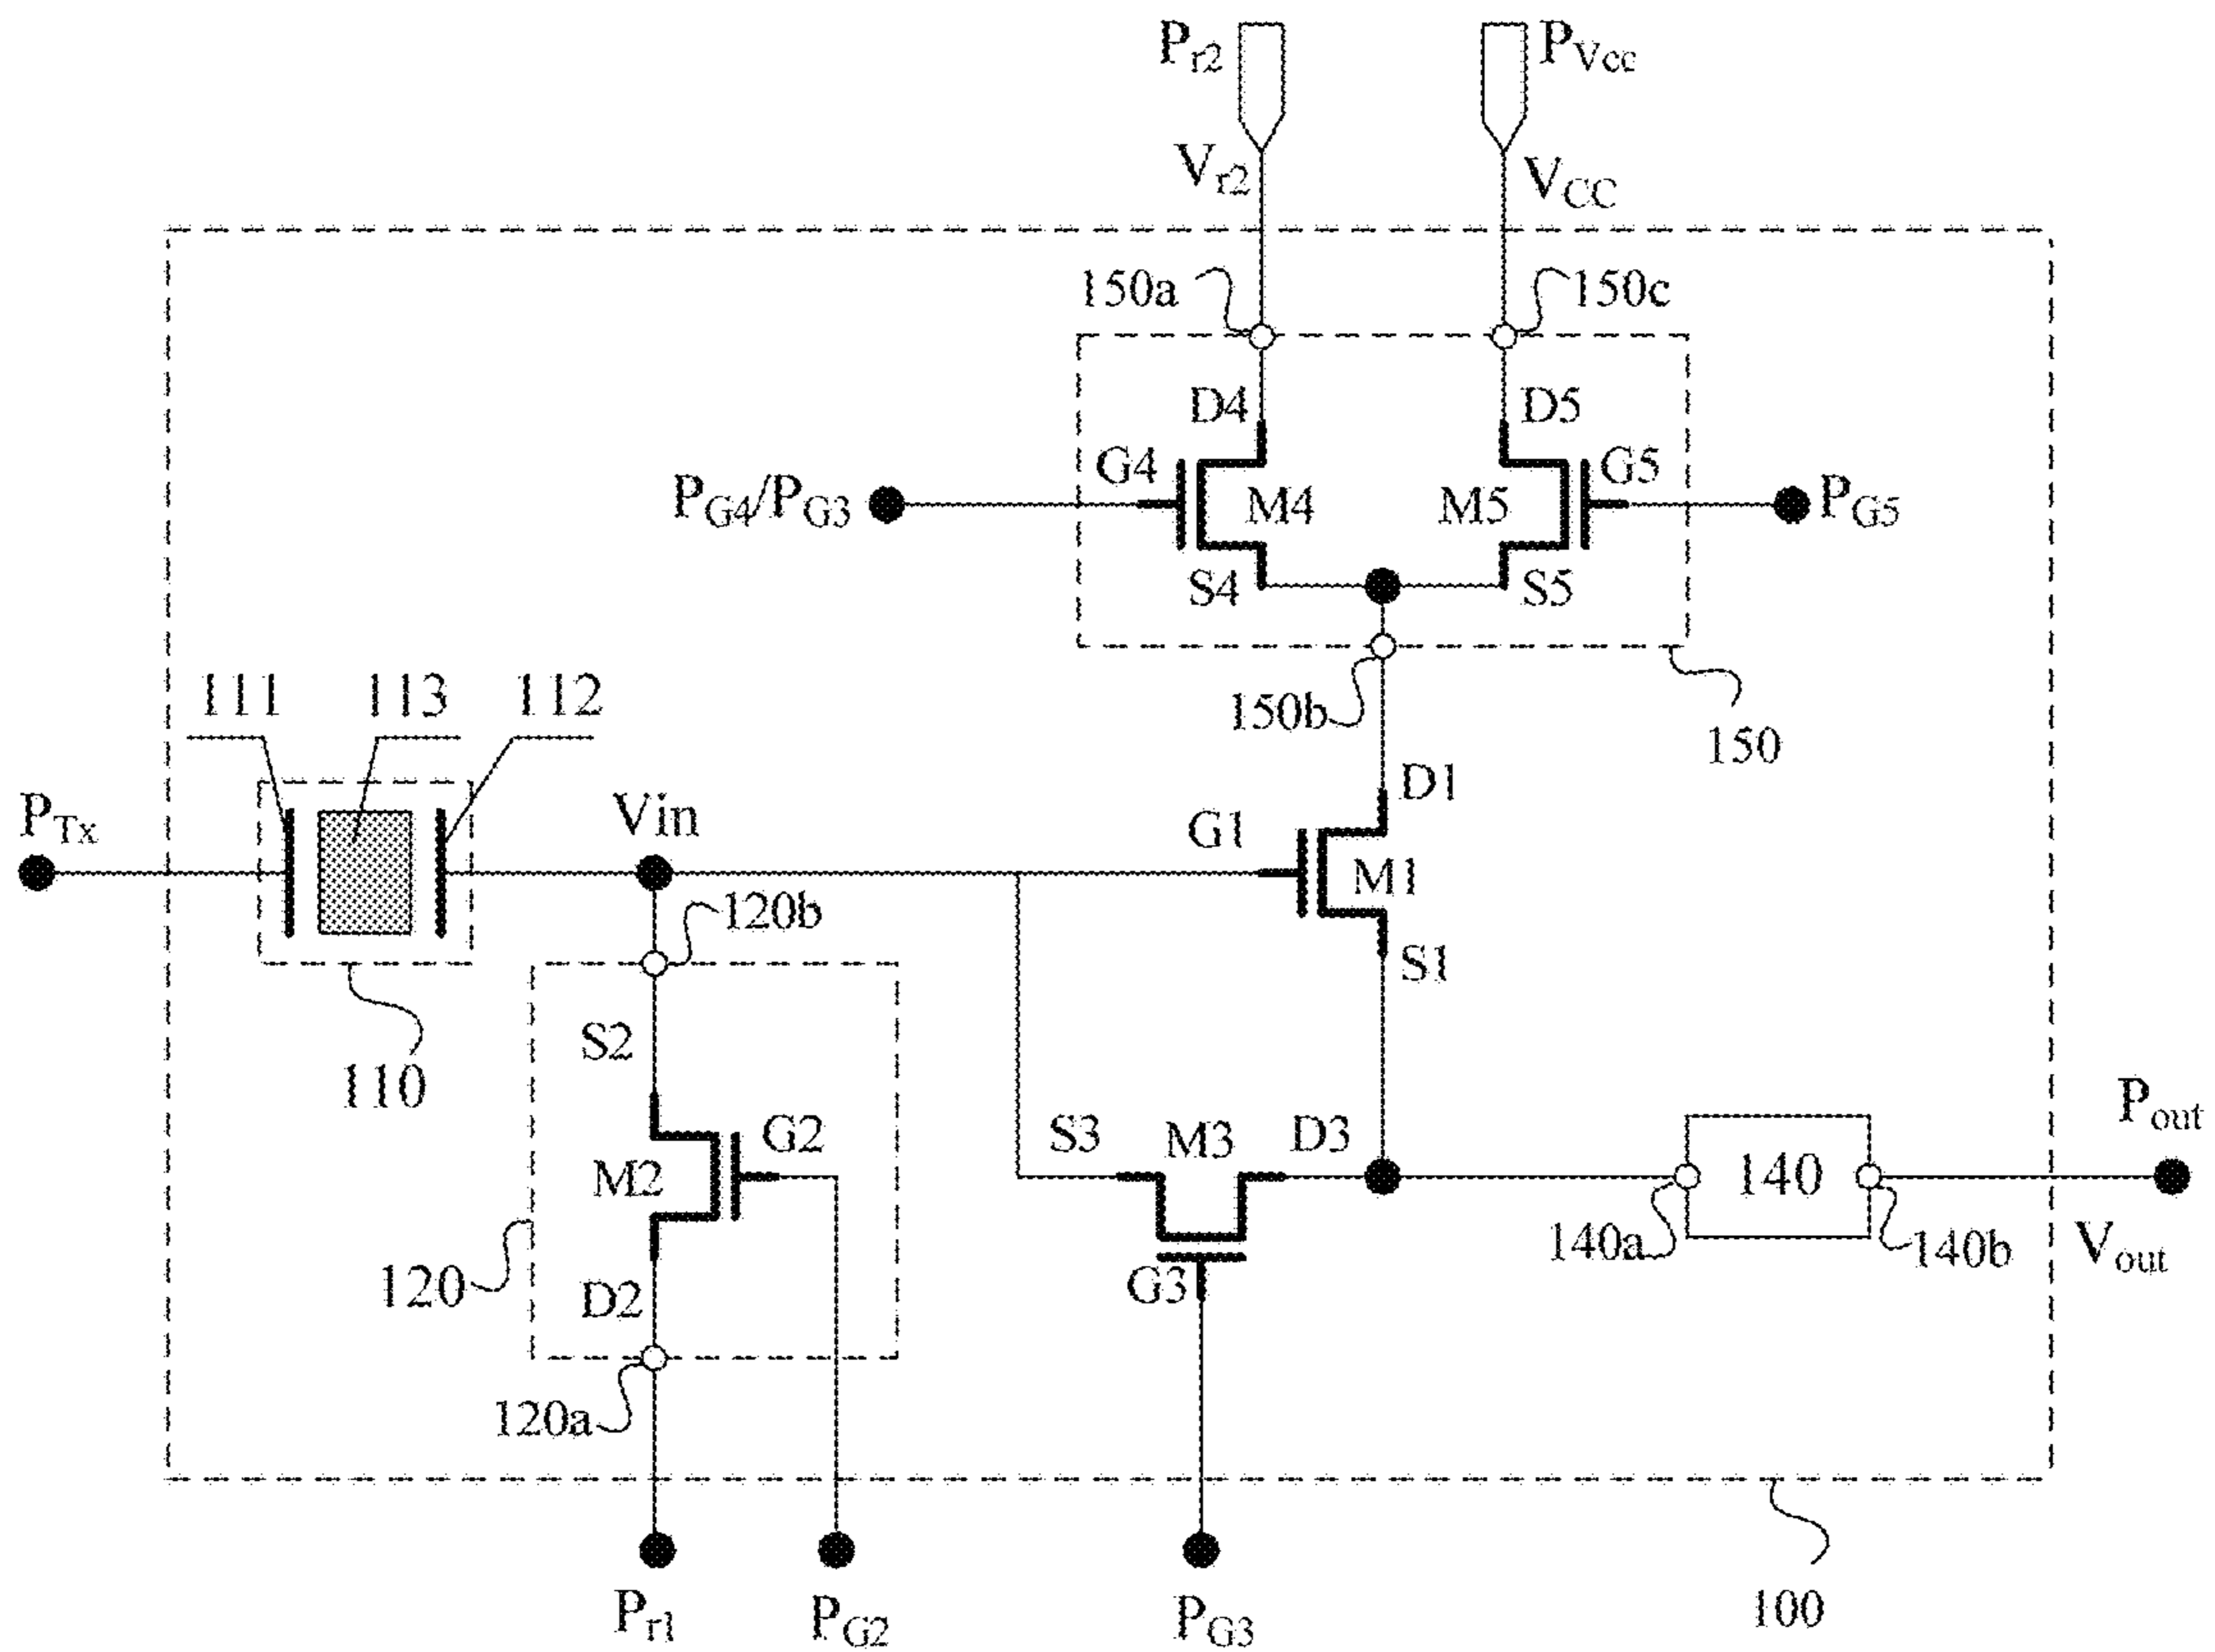 P_r2
P_Vcc
V_r2
V_CC
150a
150c
D4
D5
G4
G5
P_G4/P_G3
M4
M5
P_G5
S4
S5
150b
150
111
113
112
D1
P_Tx
Vin
G1
M1
120b
S1
S2
110
G2
S3
M3
D3
P_out
M2
140
140a
140b
V_out
120
D2
G3
120a
100
P_r1
P_G2
P_G3